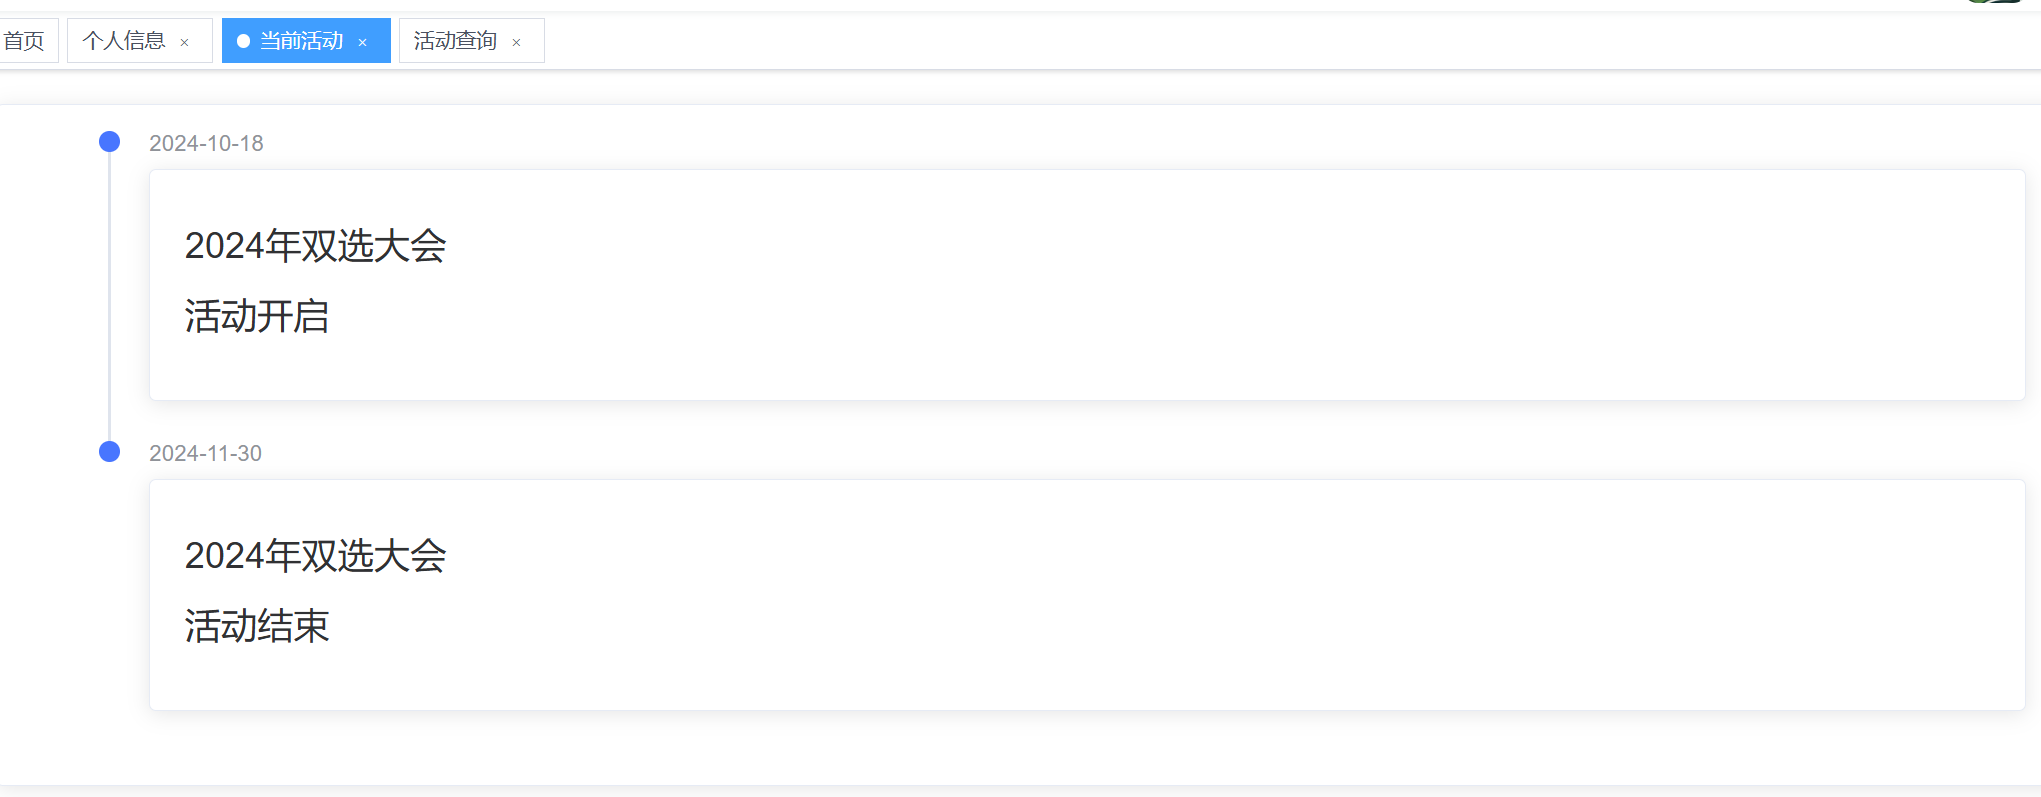 首页 个人信息 × 当前活动 × 活动查询 ×
2024-10-18
2024年双选大会
活动开启
2024-11-30
2024年双选大会
活动结束